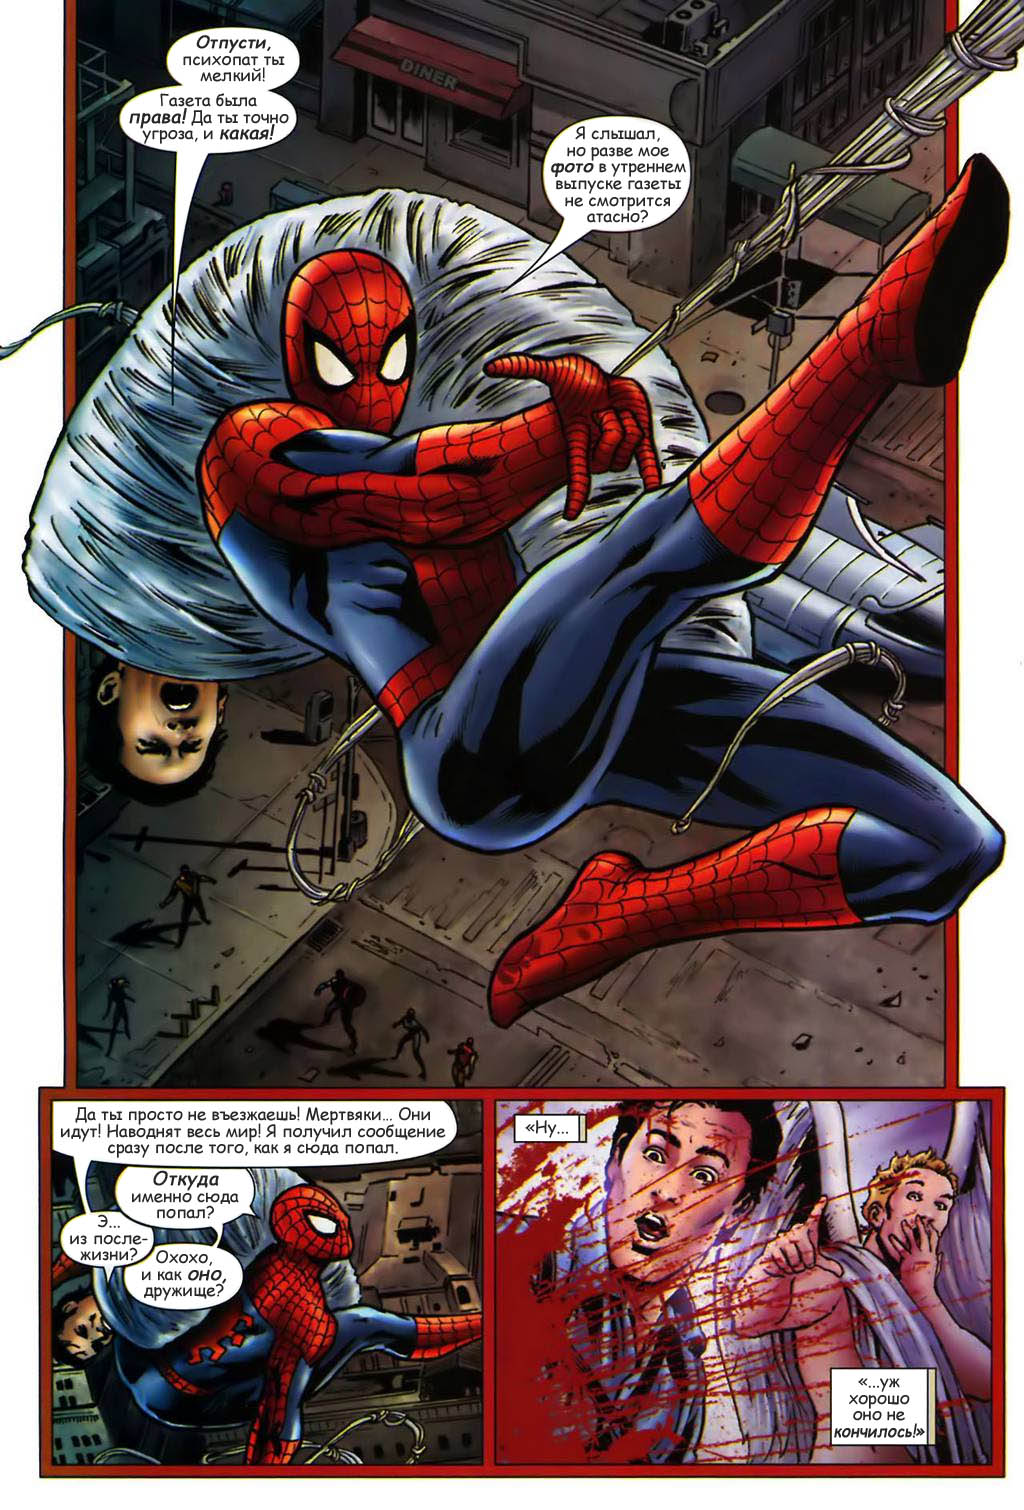 Отпусти,
психопат ты
мелкий!
Газета была
права! Да ты точно
угроза, и какая!
DINER
Я слышал,
но разве мое
фото в утреннем
выпуске газеты
не смотрится
атасно?
Да ты просто не въезжаешь! Мертвяки... Они
идут! Наводнят весь мир! Я получил сообщение
сразу после того, как я сюда попал.
Откуда
именно сюда
попал?
Э...
из после-
жизни?
Охохо,
и как оно,
дружище?
«Ну...
«...уж
хорошо
оно не
кончилось!»